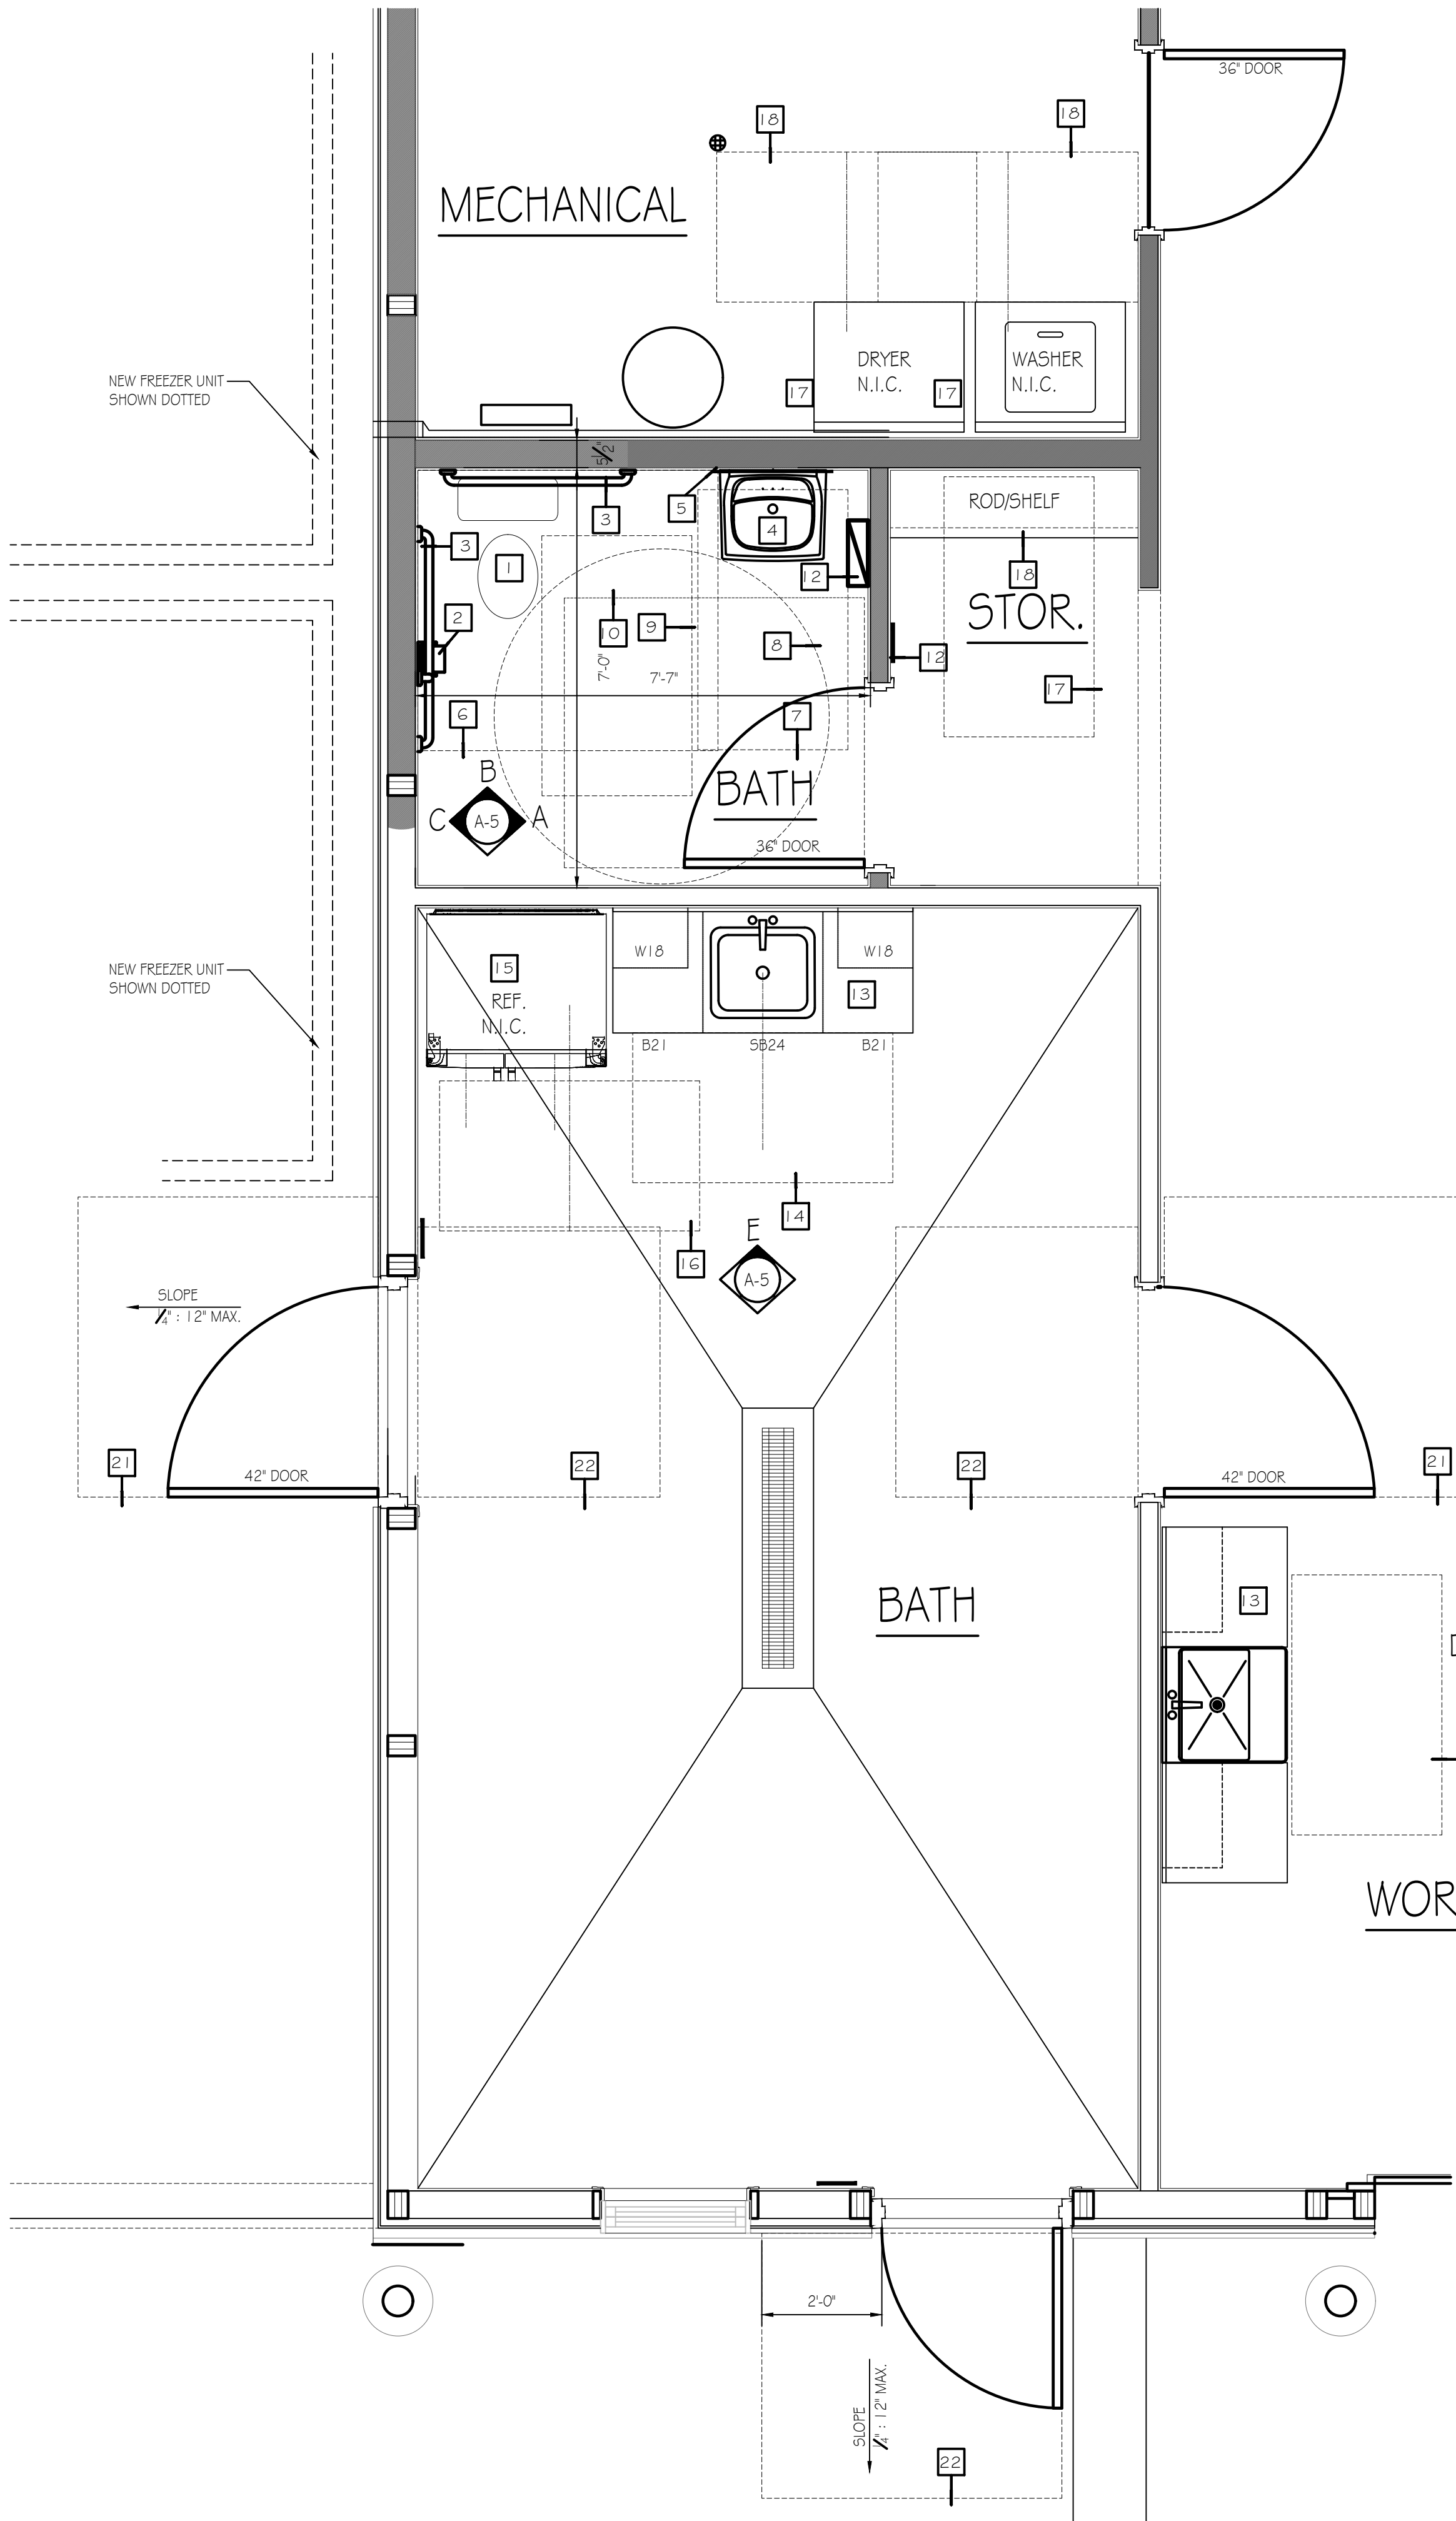 36" DOOR
18
18
MECHANICAL
DRYER
N.I.C.
WASHER
N.I.C.
17
17
NEW FREEZER UNIT
SHOWN DOTTED
5 1/2"
ROD/SHELF
3
5
4
3
1
12
18
STOR.
2
10
9
8
12
7'-0"
7'-7"
17
6
7
B
BATH
C
A-5
A
36" DOOR
15
REF.
N.I.C.
W18
W18
13
NEW FREEZER UNIT
SHOWN DOTTED
B21
SB24
B21
14
E
16
A-5
SLOPE
1/4" : 12" MAX.
21
42" DOOR
22
22
42" DOOR
21
BATH
13
WOR
2'-0"
SLOPE
1/4" : 12" MAX.
22